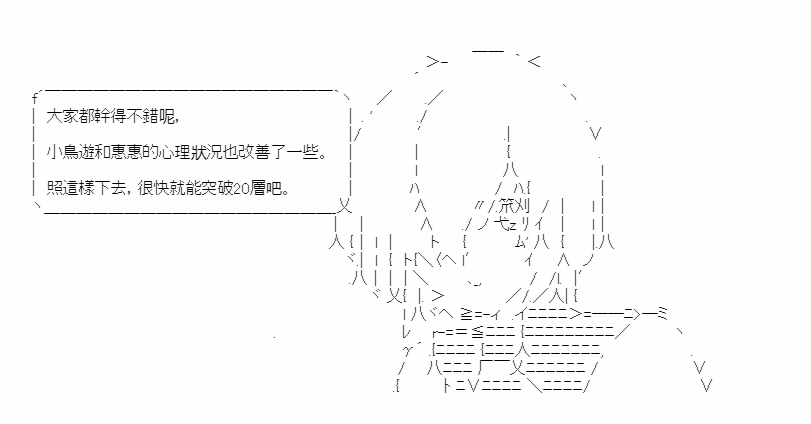 大家都幹得不錯呢，
小鳥遊和惠惠的心理狀況也改善了一些。
照這樣下去，很快就能突破20層吧。